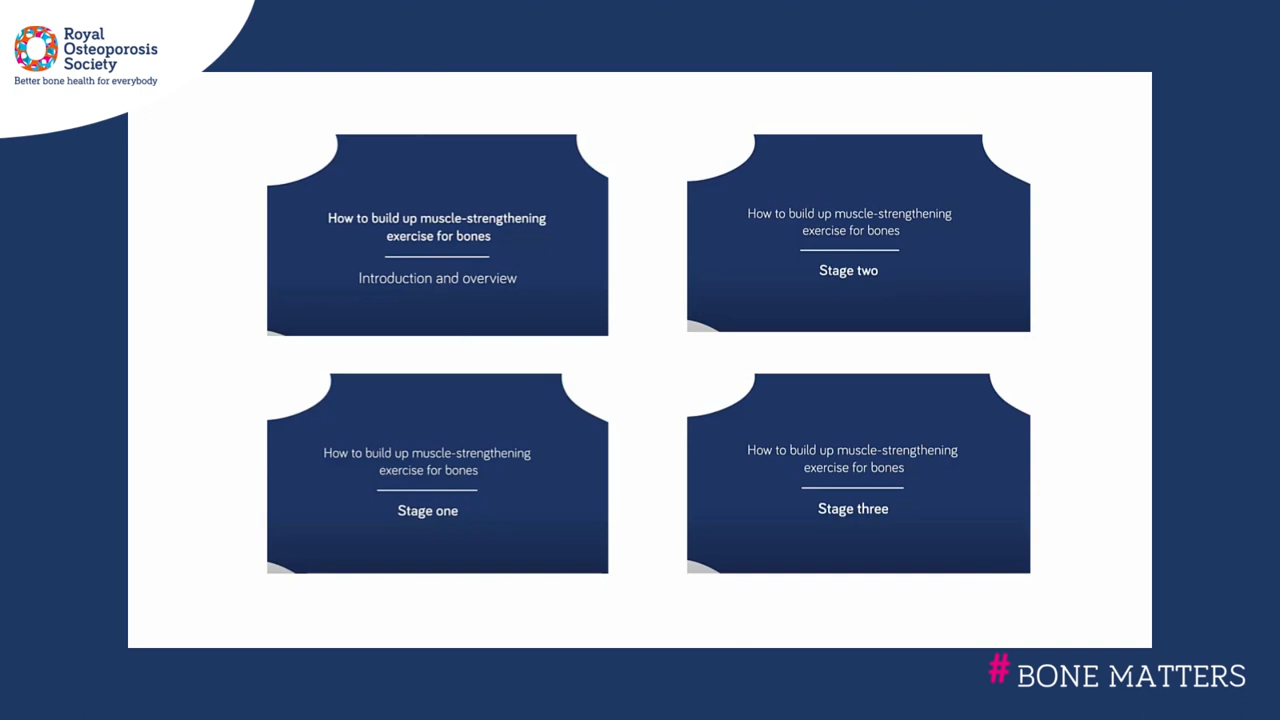 Royal
Osteoporosis
Society
Better bone health for everybody
How to build up muscle-strengthening
exercise for bones
Introduction and overview
How to build up muscle-strengthening
exercise for bones
Stage two
How to build up muscle-strengthening
exercise for bones
Stage one
How to build up muscle-strengthening
exercise for bones
Stage three
# BONE MATTERS